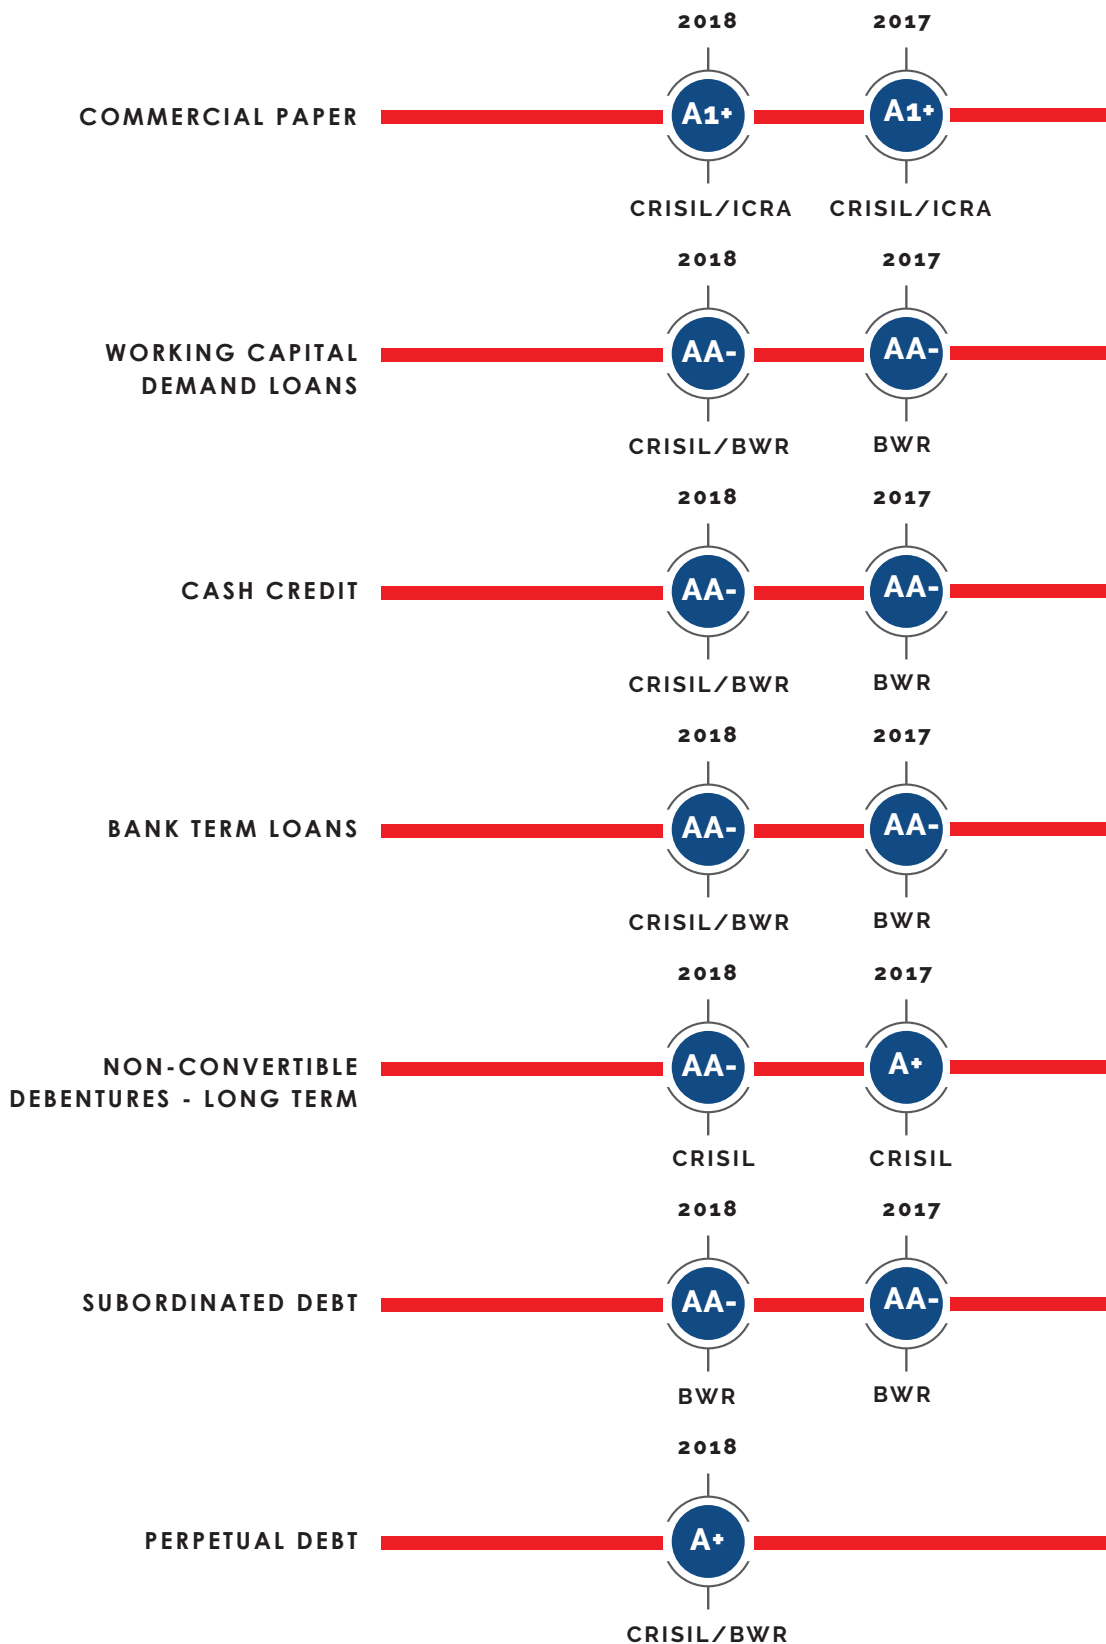 2018 2017
COMMERCIAL PAPER A1+ A1+
CRISIL/ICRA CRISIL/ICRA
2018 2017
WORKING CAPITAL
DEMAND LOANS
AA- AA-
CRISIL/BWR BWR
2018 2017
CASH CREDIT AA- AA-
CRISIL/BWR BWR
2018 2017
BANK TERM LOANS AA- AA-
CRISIL/BWR BWR
2018 2017
NON-CONVERTIBLE
DEBENTURES - LONG TERM
AA- A+
CRISIL CRISIL
2018 2017
SUBORDINATED DEBT AA- AA-
BWR BWR
2018
PERPETUAL DEBT A+
CRISIL/BWR